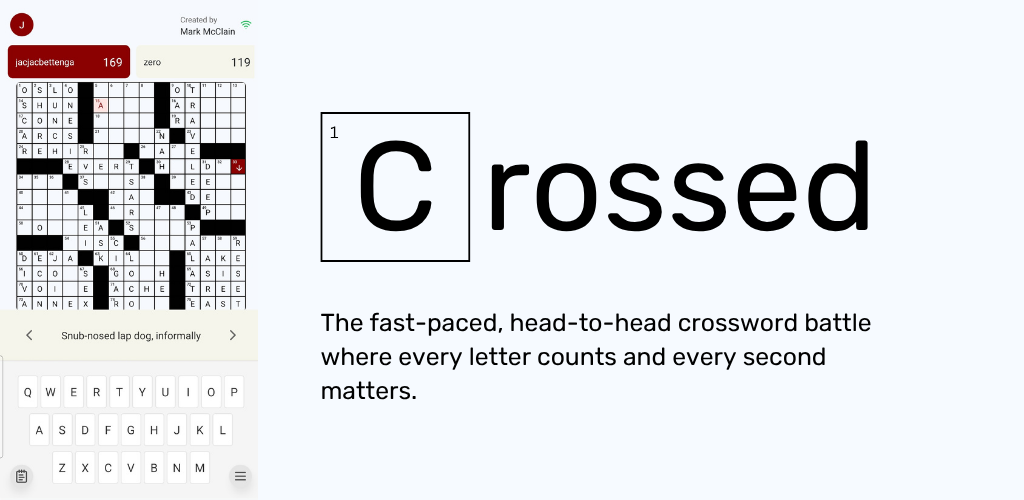 J
Created by
Mark McClain
jacjacbettenga 169
zero 119
O S L O O T
S H U N A A R
C O N E R A
A R C S N V
R E H I R A E
E V E R T H L D
S S E E
A D E
L R P
O E A S P
I S C A R
D E J A K I L L A K E
I C O S G O H A S I S
V O I E A C H E T R E E
A N N E X R O E A S T
Snub-nosed lap dog, informally
Q W E R T Y U I O P
A S D F G H J K L
Z X C V B N M
1
Crossed
The fast-paced, head-to-head crossword battle
where every letter counts and every second
matters.